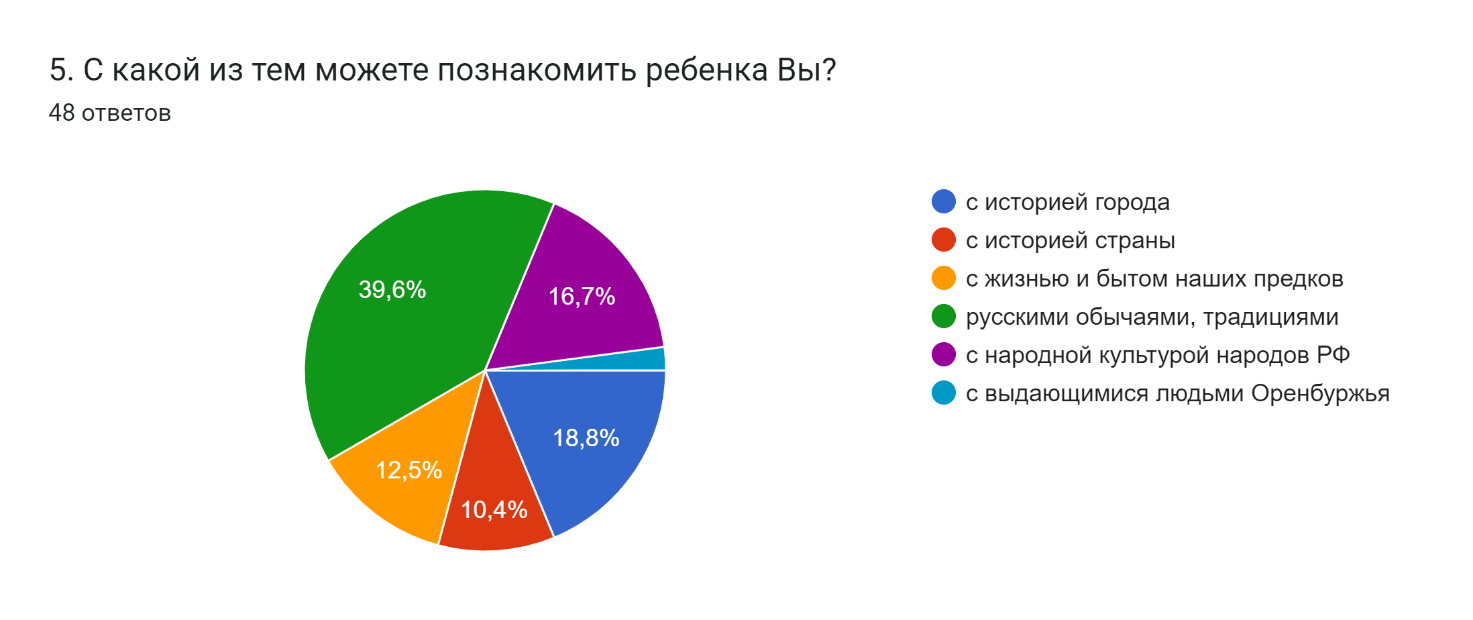 5. С какой из тем можете познакомить ребенка Вы?
48 ответов
39,6%
16,7%
18,8%
12,5%
10,4%
с историей города
с историей страны
с жизнью и бытом наших предков
русскими обычаями, традициями
с народной культурой народов РФ
с выдающимися людьми Оренбуржья